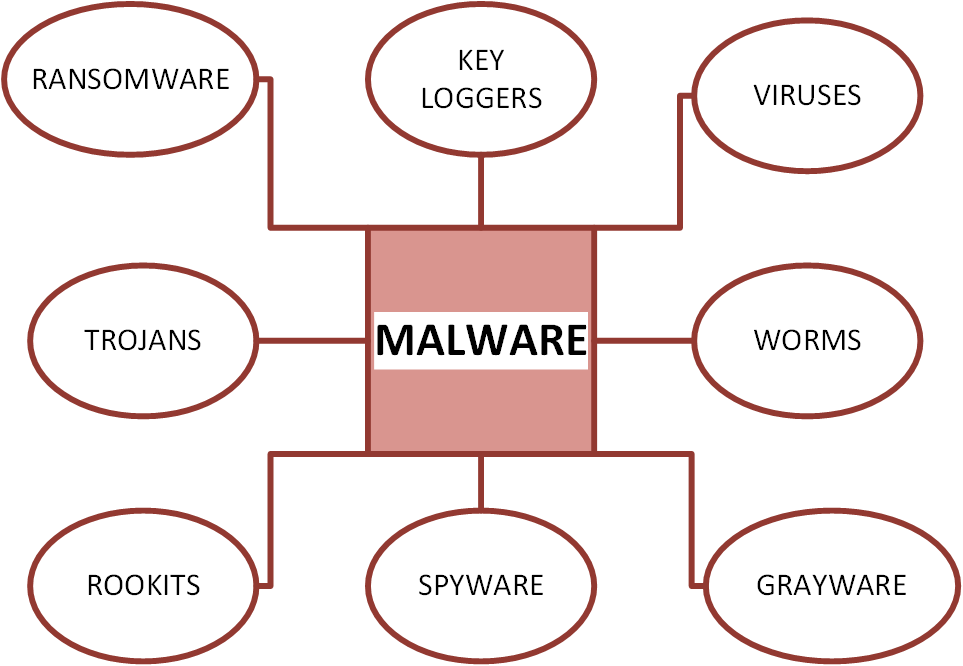 RANSOMWARE
KEY
LOGGERS
VIRUSES
TROJANS
MALWARE
WORMS
ROOKITS
SPYWARE
GRAYWARE